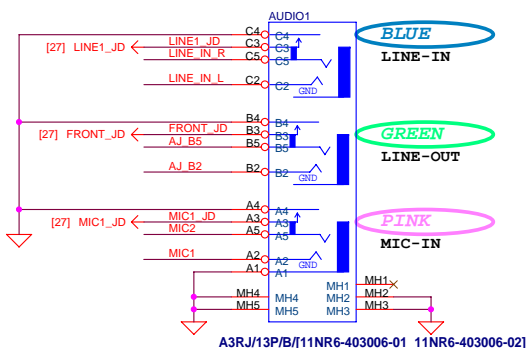 AUDIO1
C4 C4 BLUE
[27] LINE1_JD LINE1_JD C3 C3
LINE_IN_R C5 C5 LINE-IN
LINE_IN_L C2 C2
GND
B4 B4 GREEN
[27] FRONT_JD FRONT_JD B3 B3
AJ_B5 B5 B5 LINE-OUT
AJ_B2 B2 B2
GND
A4 A4 PINK
[27] MIC1_JD MIC1_JD A3 A3
MIC2 A5 A5 MIC-IN
MIC1 A2 A2
GND
A1 A1
MH1 MH1
MH4 MH4 MH2 MH2
MH5 MH5 MH3 MH3
A3RJ/13P/B/[11NR6-403006-01_11NR6-403006-02]